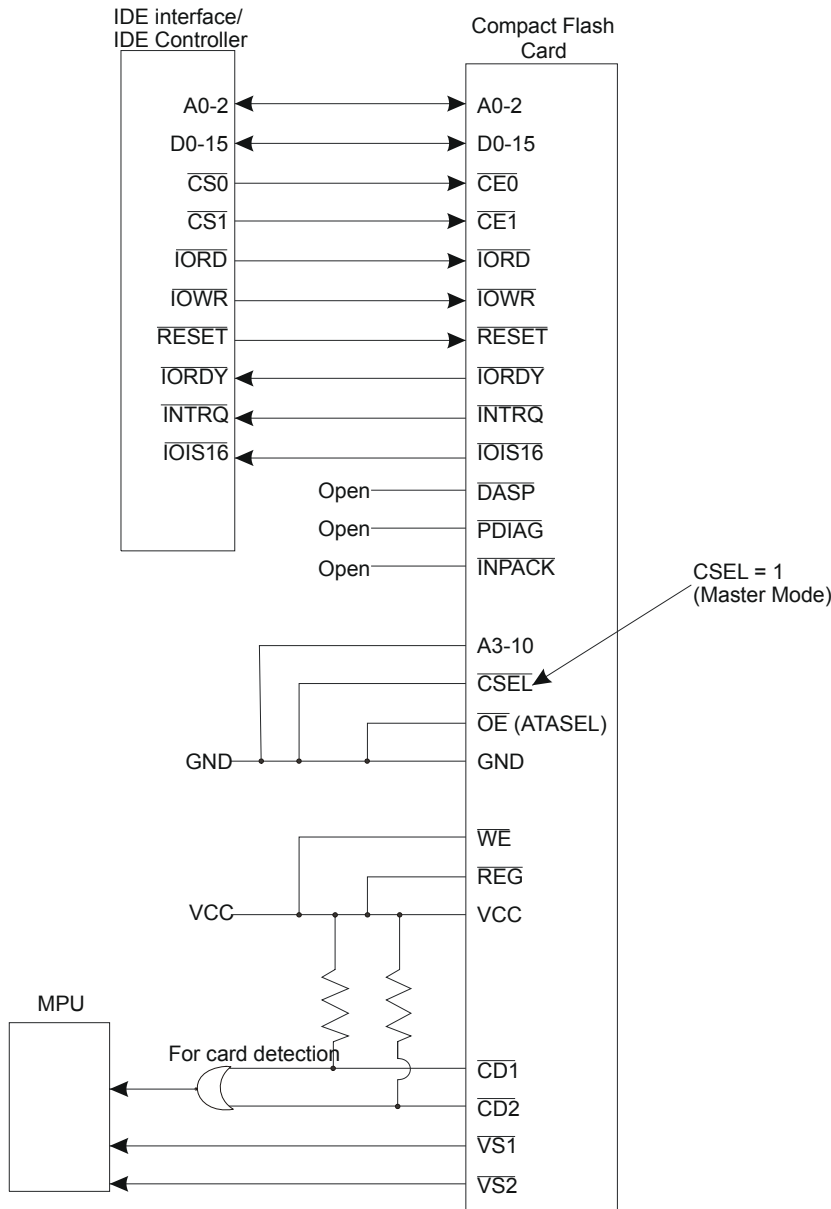 IDE interface/
IDE Controller
Compact Flash
Card
A0-2 A0-2
D0-15 D0-15
CS0 CE0
CS1 CE1
IORD IORD
IOWR IOWR
RESET RESET
IORDY IORDY
INTRQ INTRQ
IOIS16 IOIS16
Open DASP
Open PDIAG
Open INPACK
CSEL = 1
(Master Mode)
A3-10
CSEL
OE (ATASEL)
GND GND
WE
REG
VCC VCC
MPU
For card detection
CD1
CD2
VS1
VS2